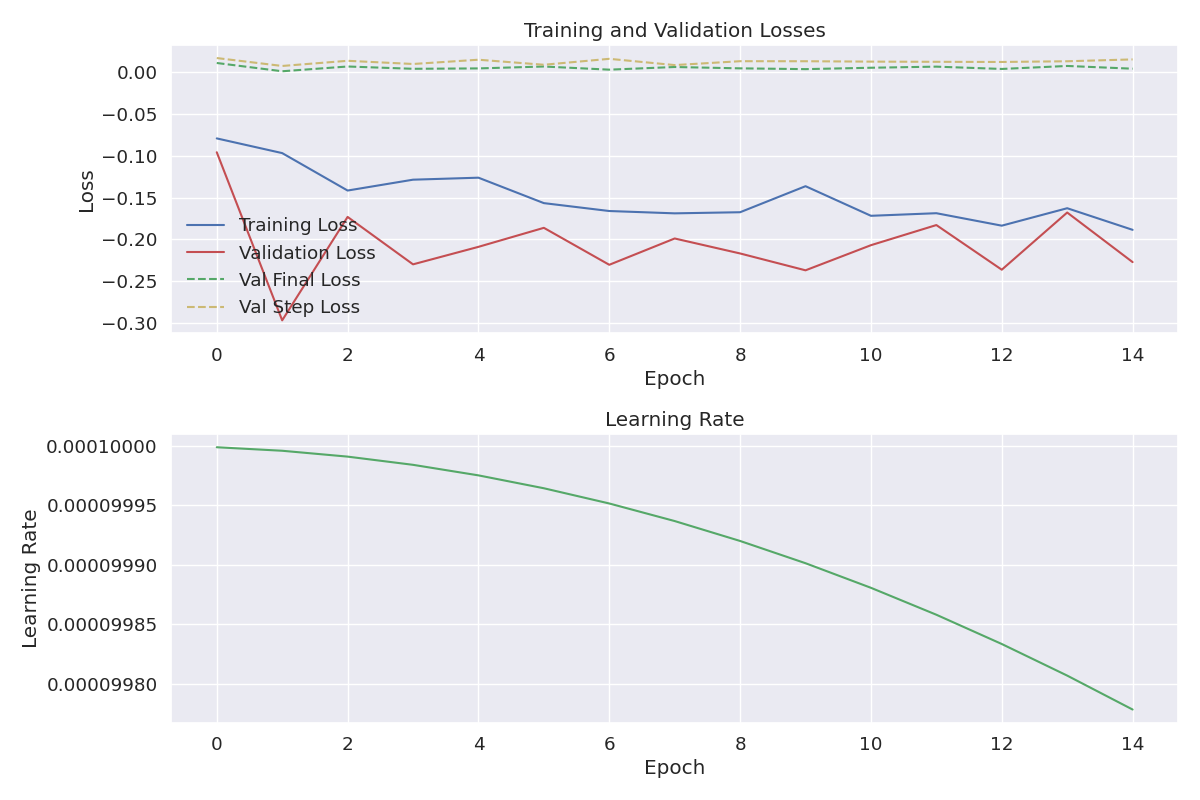 Training and Validation Losses
0.00
−0.05
−0.10
−0.15
−0.20
−0.25
−0.30
Loss
Training Loss
Validation Loss
Val Final Loss
Val Step Loss
0 2 4 6 8 10 12 14
Epoch
Learning Rate
0.00010000
0.00009995
0.00009990
0.00009985
0.00009980
Learning Rate
0 2 4 6 8 10 12 14
Epoch